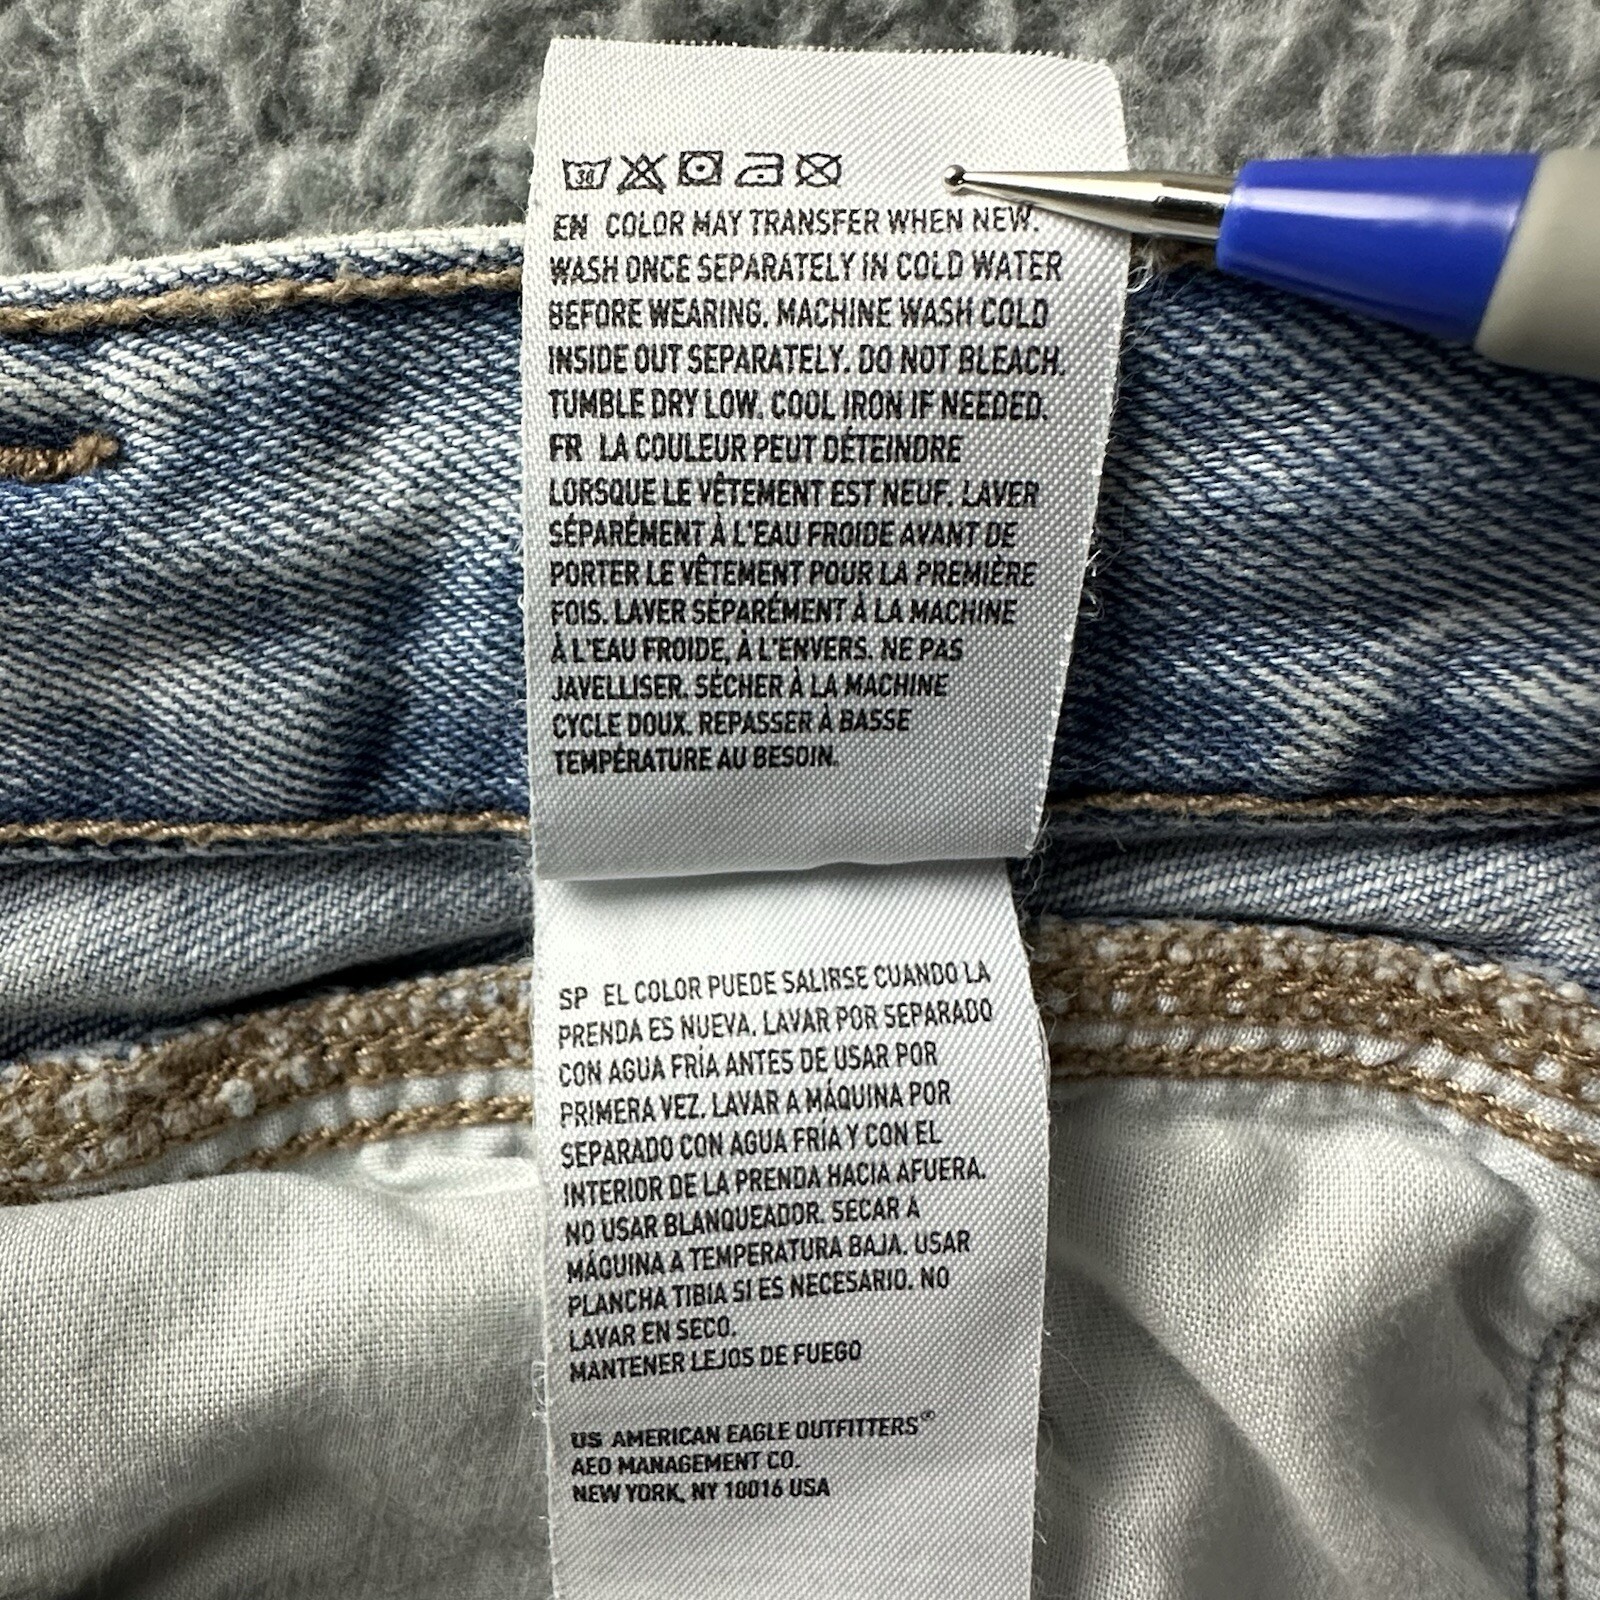 30
EN COLOR MAY TRANSFER WHEN NEW.
WASH ONCE SEPARATELY IN COLD WATER
BEFORE WEARING. MACHINE WASH COLD
INSIDE OUT SEPARATELY. DO NOT BLEACH.
TUMBLE DRY LOW. COOL IRON IF NEEDED.
FR LA COULEUR PEUT DÉTEINDRE
LORSQUE LE VÊTEMENT EST NEUF. LAVER
SÉPARÉMENT À L'EAU FROIDE AVANT DE
PORTER LE VÊTEMENT POUR LA PREMIÈRE
FOIS. LAVER SÉPARÉMENT À LA MACHINE
À L'EAU FROIDE, À L'ENVERS. NE PAS
JAVELLISER. SÉCHER À LA MACHINE
CYCLE DOUX. REPASSER À BASSE
TEMPÉRATURE AU BESOIN.
SP EL COLOR PUEDE SALIRSE CUANDO LA
PRENDA ES NUEVA. LAVAR POR SEPARADO
CON AGUA FRÍA ANTES DE USAR POR
PRIMERA VEZ. LAVAR A MÁQUINA POR
SEPARADO CON AGUA FRÍA Y CON EL
INTERIOR DE LA PRENDA HACIA AFUERA.
NO USAR BLANQUEADOR. SECAR A
MÁQUINA A TEMPERATURA BAJA. USAR
PLANCHA TIBIA SI ES NECESARIO. NO
LAVAR EN SECO.
MANTENER LEJOS DE FUEGO
US AMERICAN EAGLE OUTFITTERS®
AEO MANAGEMENT CO.
NEW YORK, NY 10016 USA